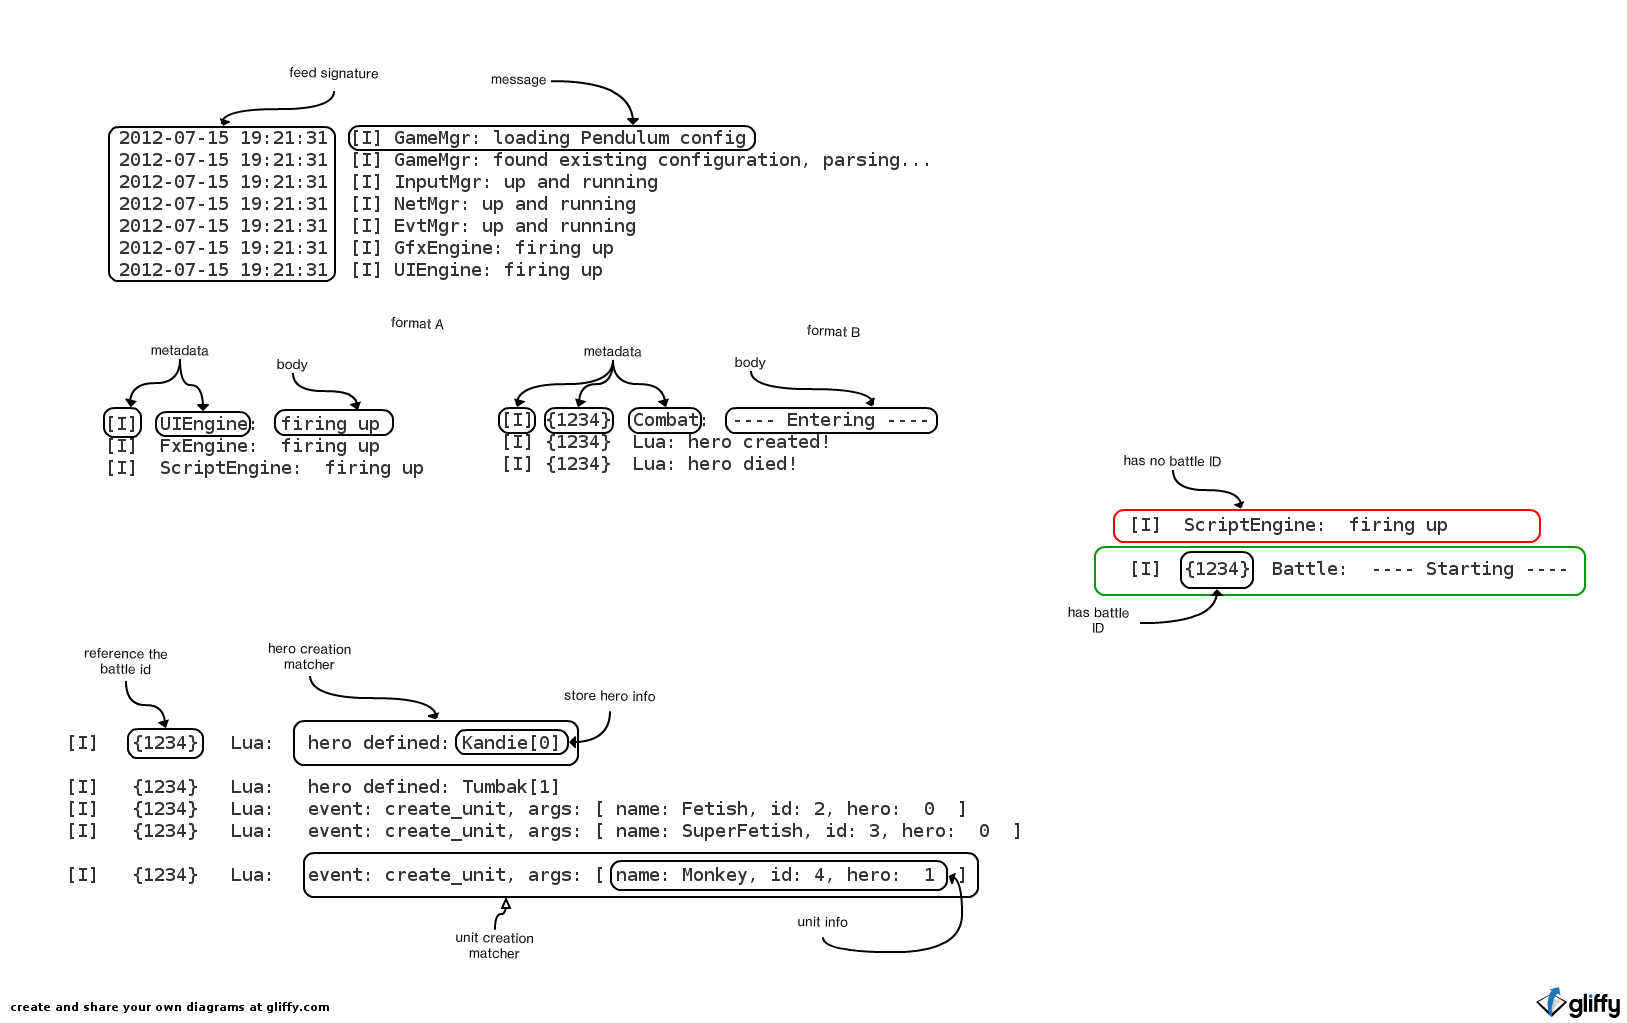 feed signature
message
2012-07-15 19:21:31 [I] GameMgr: loading Pendulum config
2012-07-15 19:21:31 [I] GameMgr: found existing configuration, parsing...
2012-07-15 19:21:31 [I] InputMgr: up and running
2012-07-15 19:21:31 [I] NetMgr: up and running
2012-07-15 19:21:31 [I] EvtMgr: up and running
2012-07-15 19:21:31 [I] GfxEngine: firing up
2012-07-15 19:21:31 [I] UIEngine: firing up
format A
metadata
body
[I] UIEngine: firing up
[I] FxEngine: firing up
[I] ScriptEngine: firing up
format B
metadata
body
[I] {1234} Combat: ---- Entering ----
[I] {1234} Lua: hero created!
[I] {1234} Lua: hero died!
has no battle ID
[I] ScriptEngine: firing up
[I] {1234} Battle: ---- Starting ----
has battle
ID
reference the
battle id
hero creation
matcher
store hero info
[I] {1234} Lua: hero defined: Kandie[0]
[I] {1234} Lua: hero defined: Tumbak[1]
[I] {1234} Lua: event: create_unit, args: [ name: Fetish, id: 2, hero: 0 ]
[I] {1234} Lua: event: create_unit, args: [ name: SuperFetish, id: 3, hero: 0 ]
[I] {1234} Lua: event: create_unit, args: [ name: Monkey, id: 4, hero: 1 ]
unit creation
matcher
unit info
create and share your own diagrams at gliffy.com
gliffy